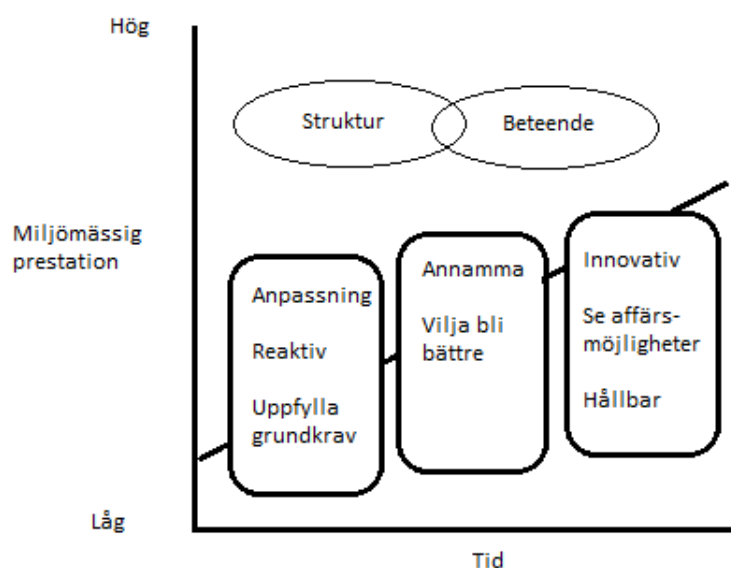 Hög
Struktur
Beteende
Miljömässig
prestation
Anpassning
Reaktiv
Uppfylla
grundkrav
Annamma
Vilja bli
bättre
Innovativ
Se affärs-
möjligheter
Hållbar
Låg
Tid